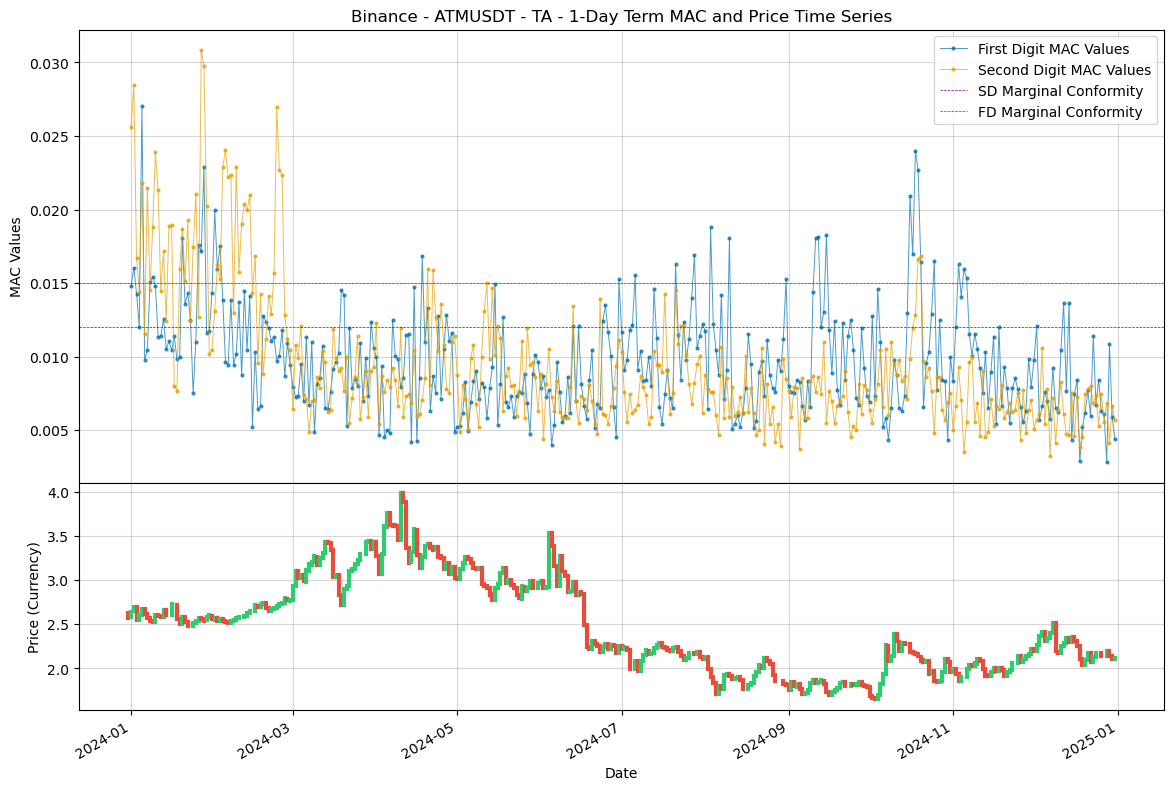 Binance - ATMUSDT - TA - 1-Day Term MAC and Price Time Series
First Digit MAC Values
Second Digit MAC Values
SD Marginal Conformity
FD Marginal Conformity
MAC Values
0.030
0.025
0.020
0.015
0.010
0.005
Price (Currency)
4.0
3.5
3.0
2.5
2.0
2024-01
2024-03
2024-05
2024-07
2024-09
2024-11
2025-01
Date